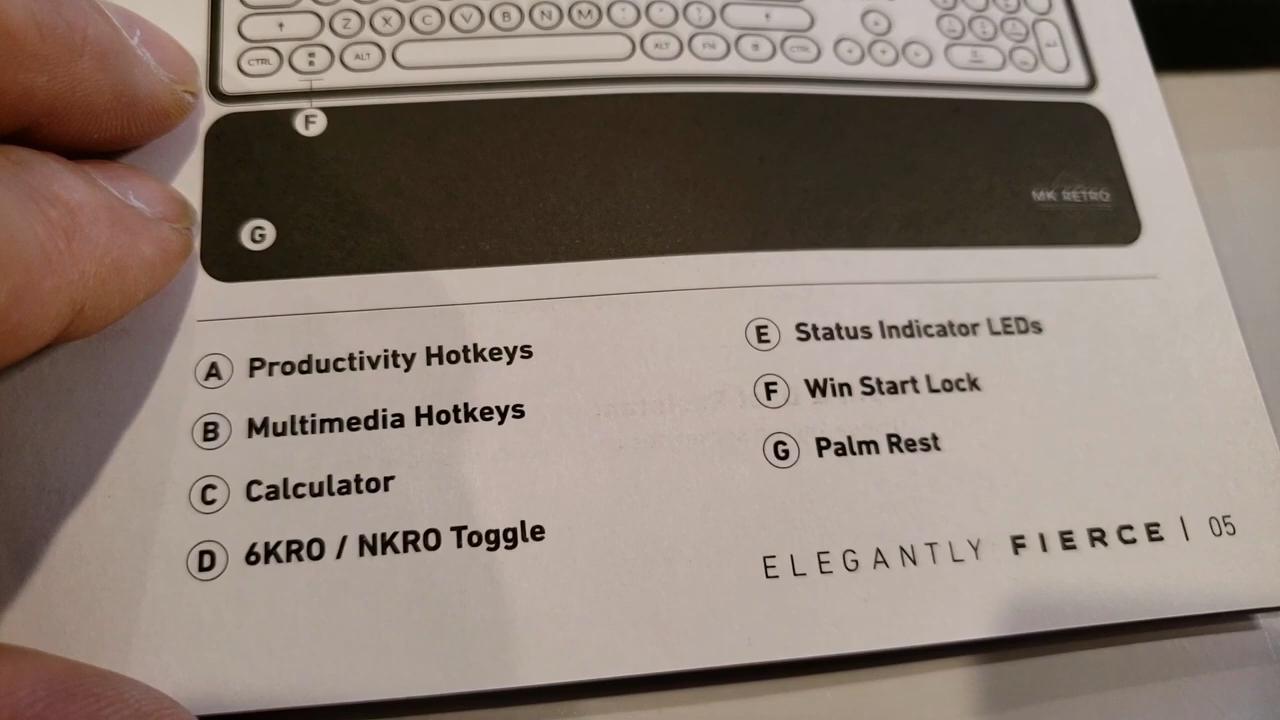 Z X C V B N M
CTRL ALT ALT FN CTRL
F
MK RETRO
G
A Productivity Hotkeys
B Multimedia Hotkeys
C Calculator
D 6KRO / NKRO Toggle
E Status Indicator LEDs
F Win Start Lock
G Palm Rest
ELEGANTLY FIERCE | 05